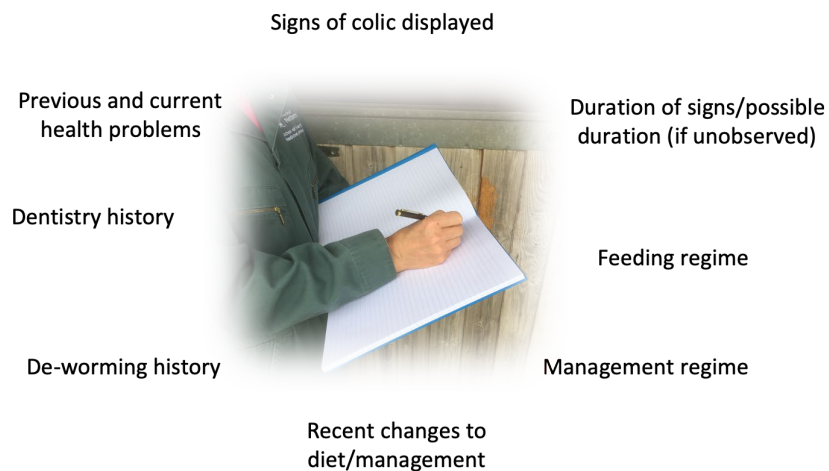 Signs of colic displayed
Previous and current
health problems
Duration of signs/possible
duration (if unobserved)
Dentistry history
Feeding regime
De-worming history
Management regime
Recent changes to
diet/management